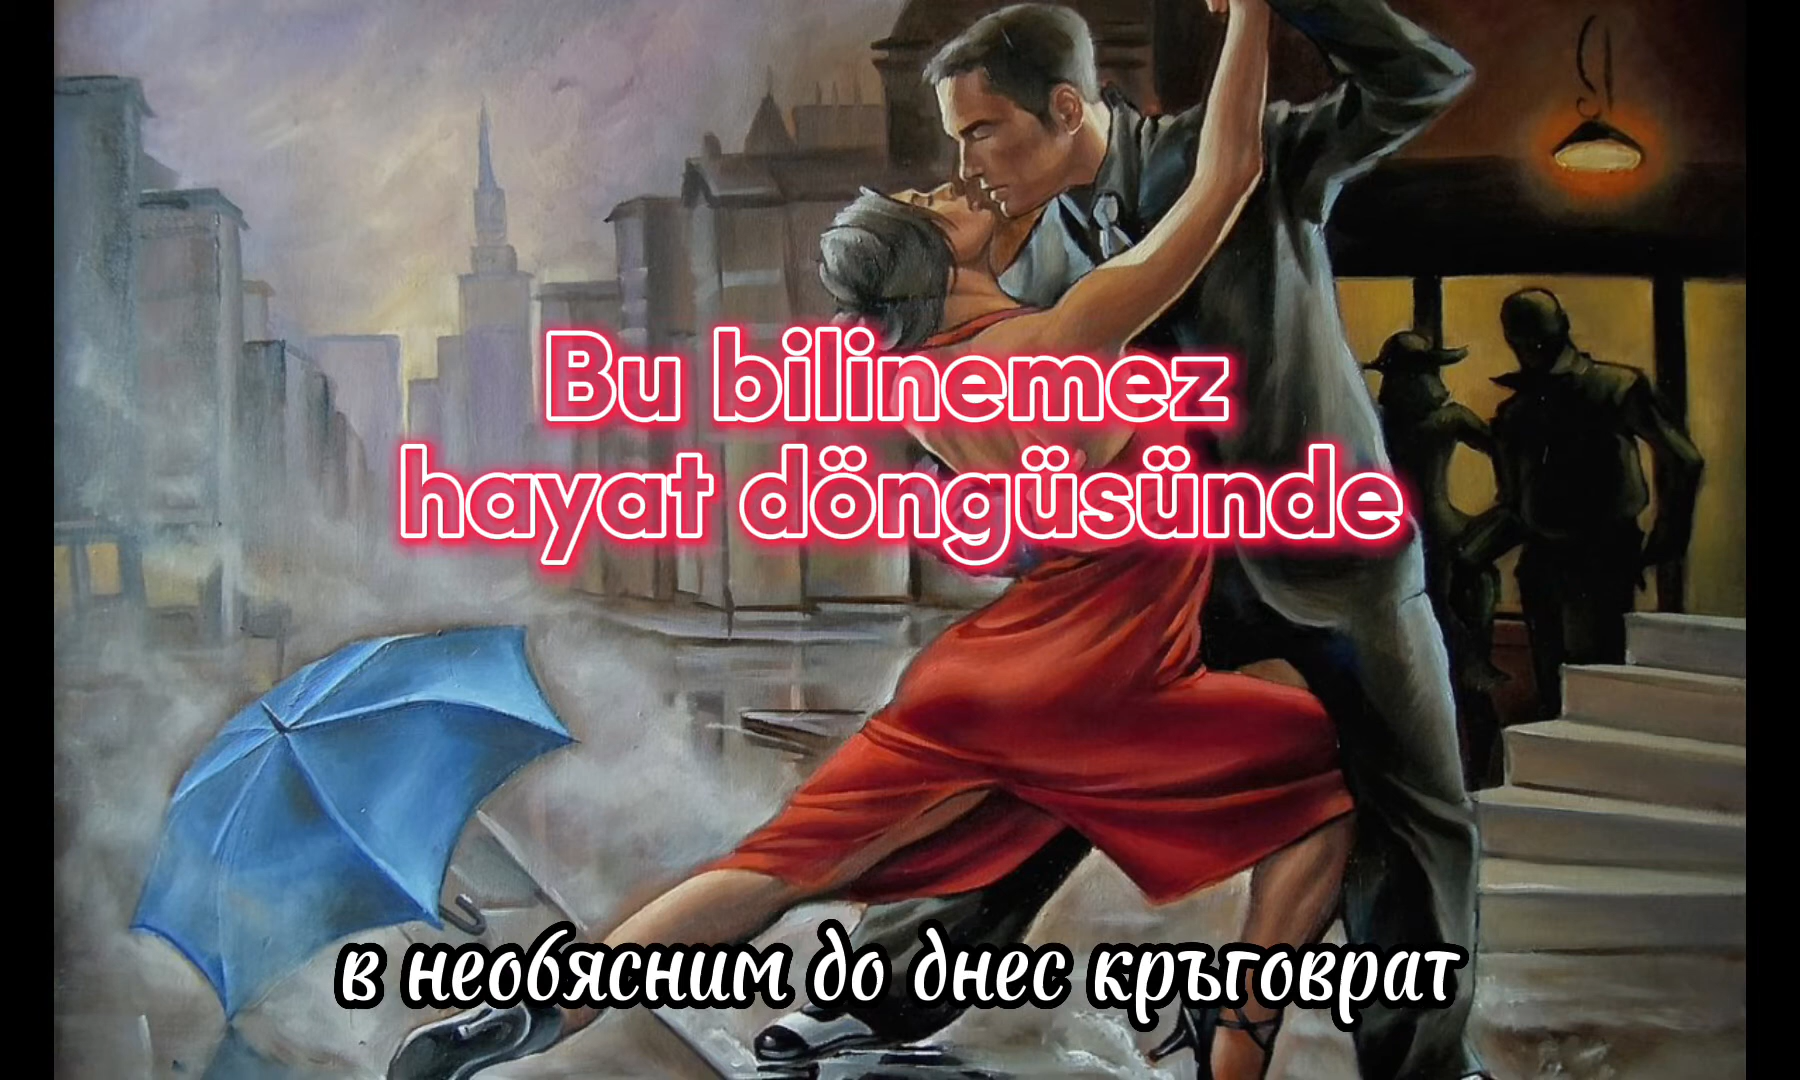 Bu bilinemez
hayat döngüsünde
в необясним до днес кръговрат